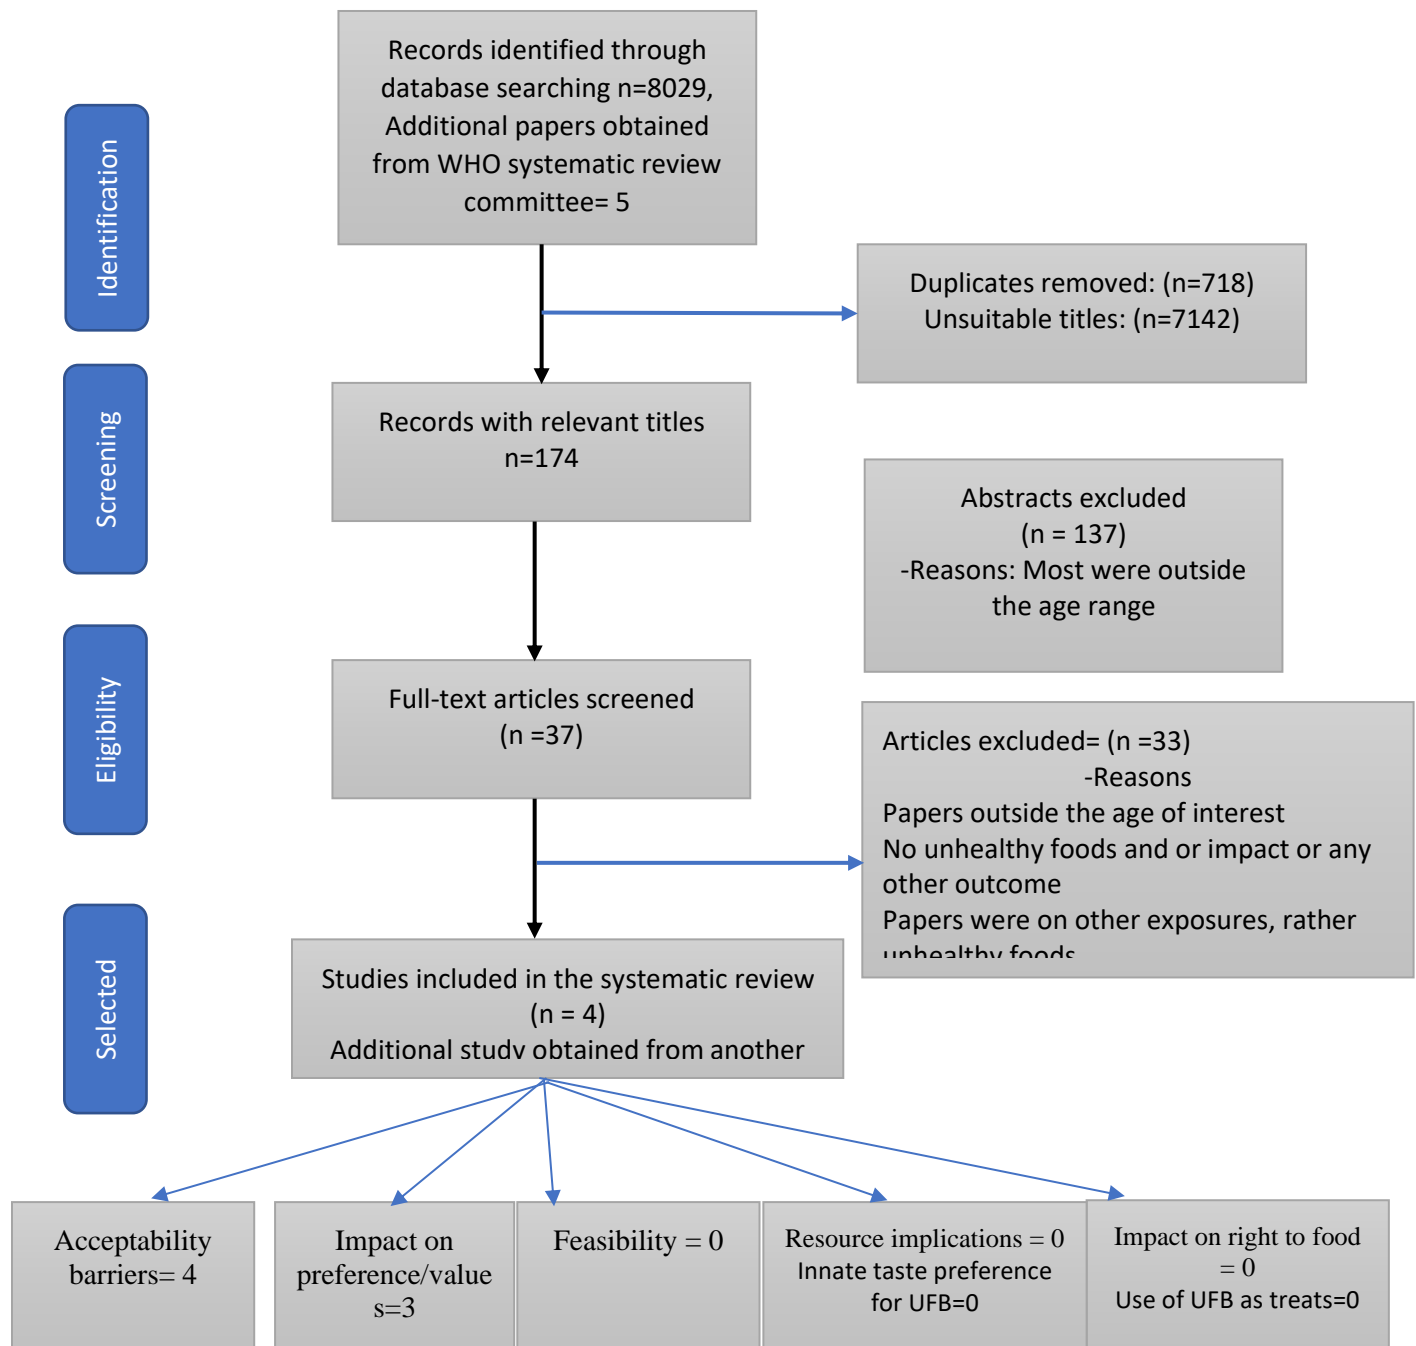 Records identified through
database searching n=8029,
Additional papers obtained
from WHO systematic review
committee= 5
Identification
Duplicates removed: (n=718)
Unsuitable titles: (n=7142)
Screening
Records with relevant titles
n=174
Abstracts excluded
(n = 137)
-Reasons: Most were outside
the age range
Eligibility
Full-text articles screened
(n =37)
Articles excluded= (n =33)
-Reasons
Papers outside the age of interest
No unhealthy foods and or impact or any
other outcome
Papers were on other exposures, rather
unhealthy foods
Selected
Studies included in the systematic review
(n = 4)
Additional study obtained from another
Acceptability
barriers= 4
Impact on
preference/value
s=3
Feasibility = 0
Resource implications = 0
Innate taste preference
for UFB=0
Impact on right to food
= 0
Use of UFB as treats=0